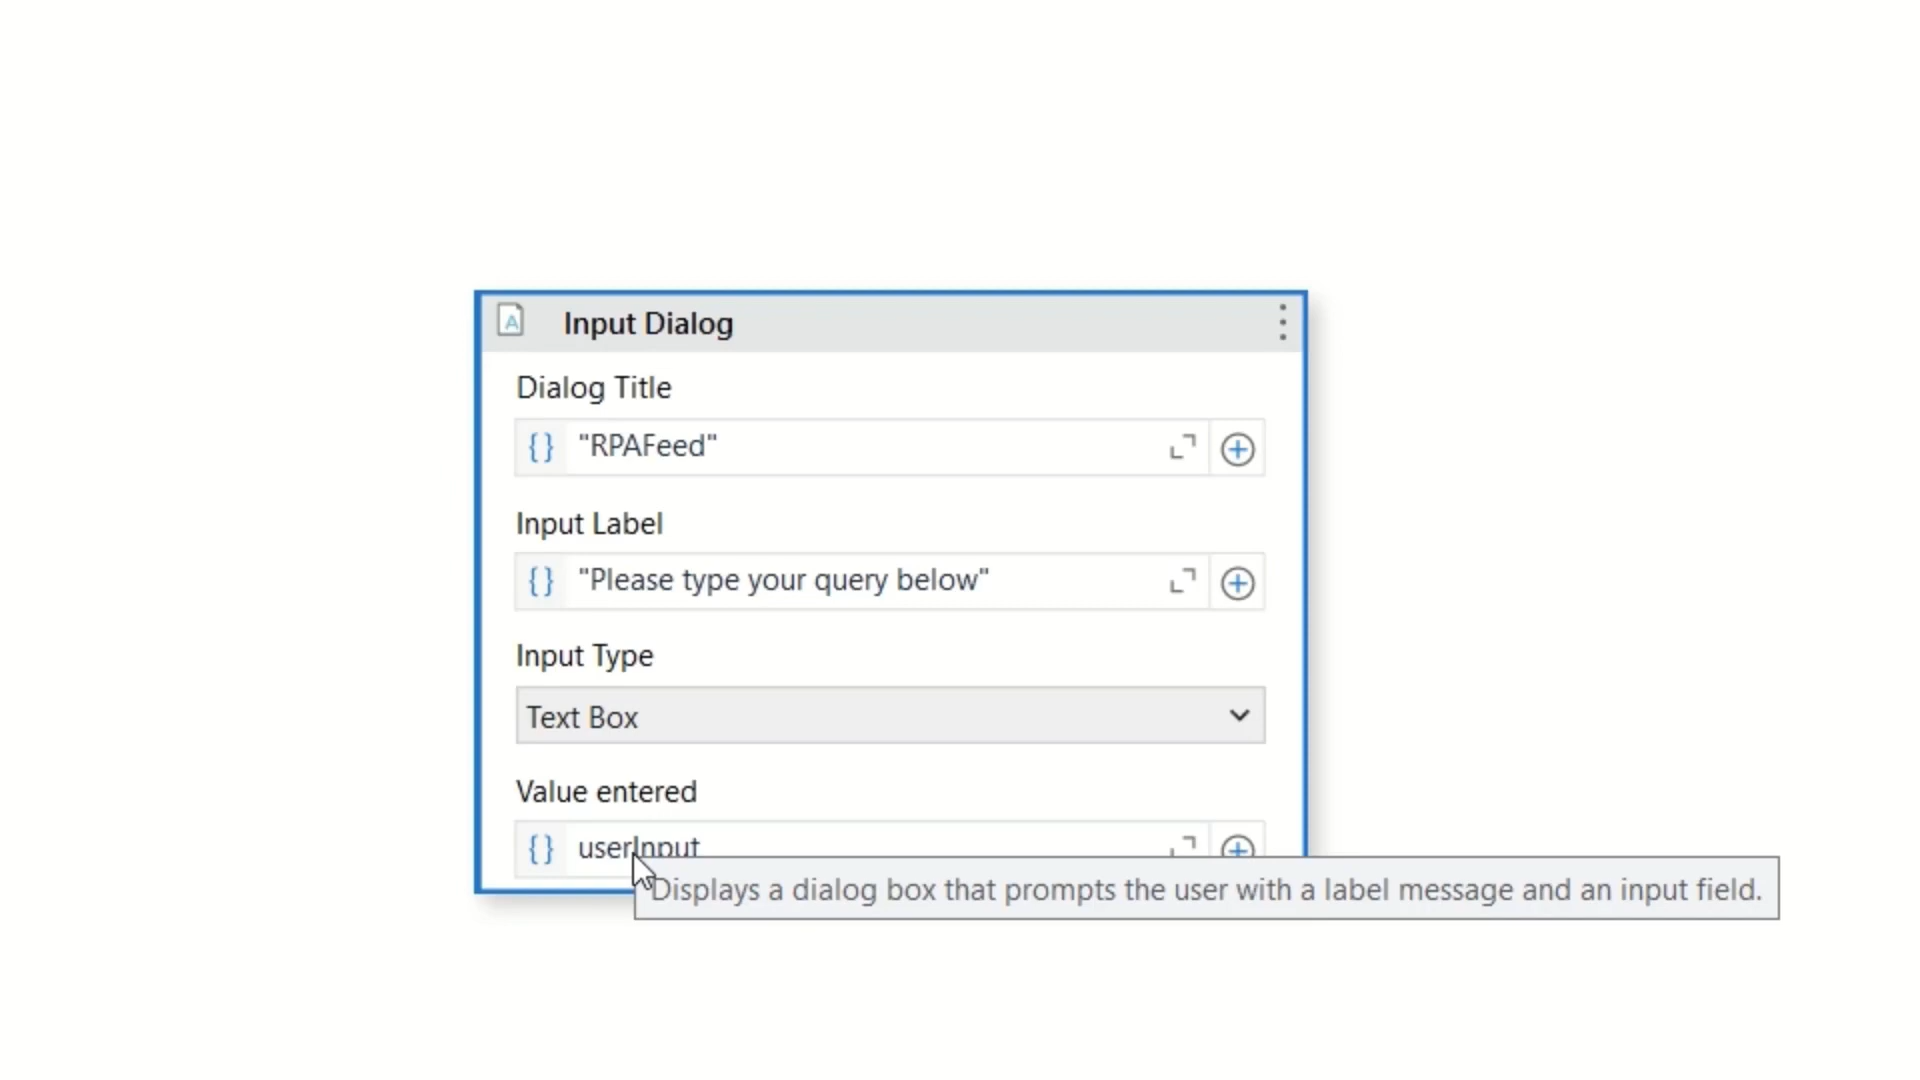 Input Dialog
Dialog Title
{} "RPAFeed"
Input Label
{} "Please type your query below"
Input Type
Text Box
Value entered
{} userInput
Displays a dialog box that prompts the user with a label message and an input field.